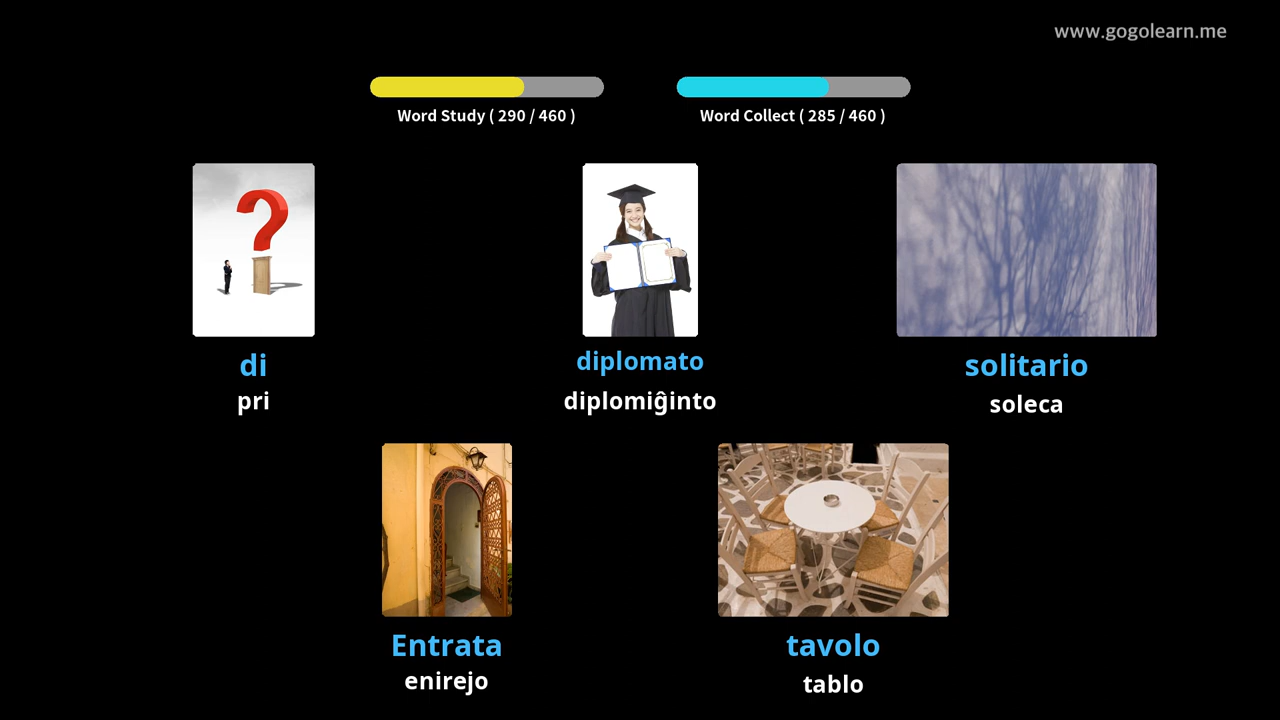 www.gogolearn.me
Word Study ( 290 / 460 )
Word Collect ( 285 / 460 )
di
pri
diplomato
diplomiĝinto
solitario
soleca
Entrata
enirejo
tavolo
tablo